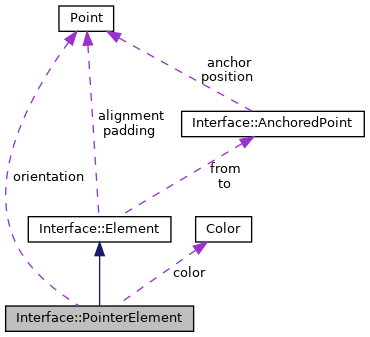 Point
anchor
position
alignment
padding
Interface::AnchoredPoint
orientation
from
to
Interface::Element
Color
color
Interface::PointerElement